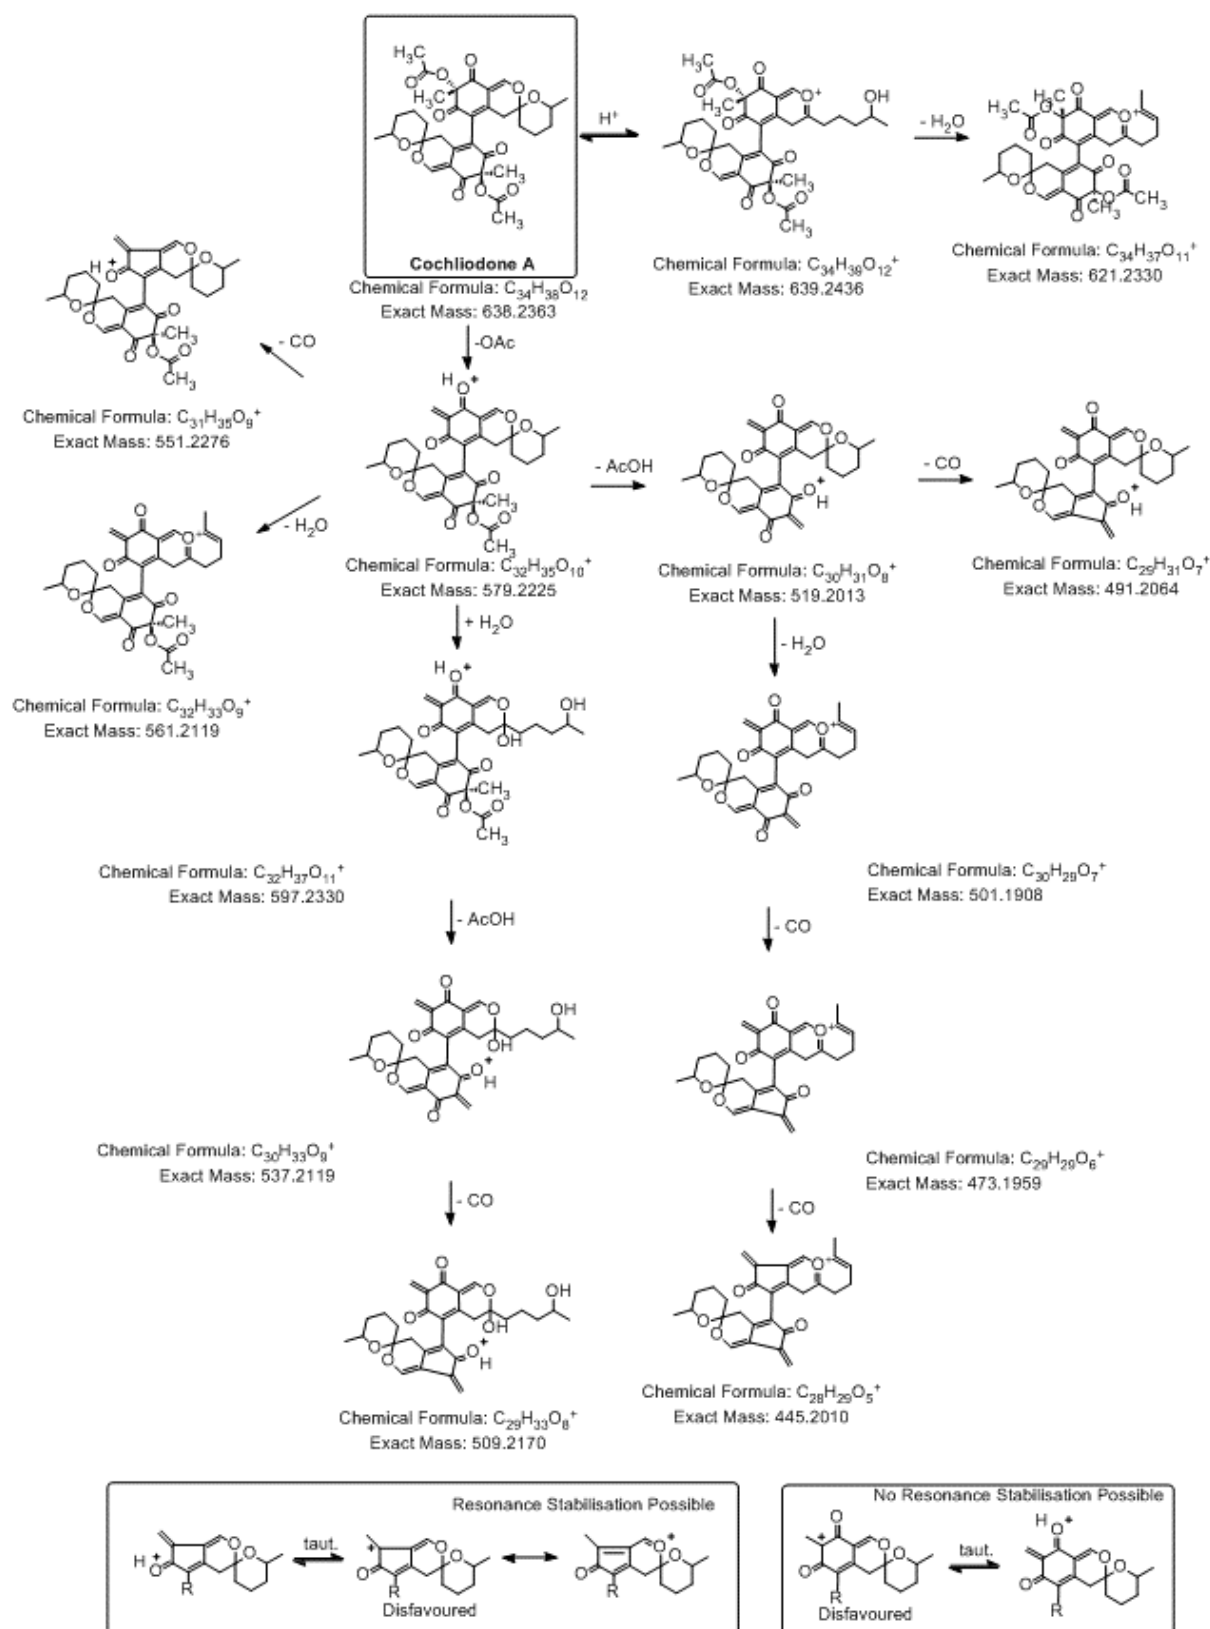 Cochliodone A
Chemical Formula: C34H38O12
Exact Mass: 638.2363
H+
Chemical Formula: C34H39O12+
Exact Mass: 639.2436
- H2O
Chemical Formula: C34H37O11+
Exact Mass: 621.2330
-OAc
- CO
Chemical Formula: C31H35O9+
Exact Mass: 551.2276
Chemical Formula: C32H35O10+
Exact Mass: 579.2225
- AcOH
Chemical Formula: C30H31O8+
Exact Mass: 519.2013
- CO
Chemical Formula: C29H31O7+
Exact Mass: 491.2064
- H2O
Chemical Formula: C32H33O9+
Exact Mass: 561.2119
+ H2O
Chemical Formula: C32H37O11+
Exact Mass: 597.2330
- H2O
Chemical Formula: C30H29O7+
Exact Mass: 501.1908
- AcOH
Chemical Formula: C30H33O9+
Exact Mass: 537.2119
- CO
Chemical Formula: C29H29O6+
Exact Mass: 473.1959
- CO
Chemical Formula: C29H33O8+
Exact Mass: 509.2170
- CO
Chemical Formula: C28H29O5+
Exact Mass: 445.2010
Resonance Stabilisation Possible
taut.
R
R
R
Disfavoured
No Resonance Stabilisation Possible
taut.
R
R
Disfavoured